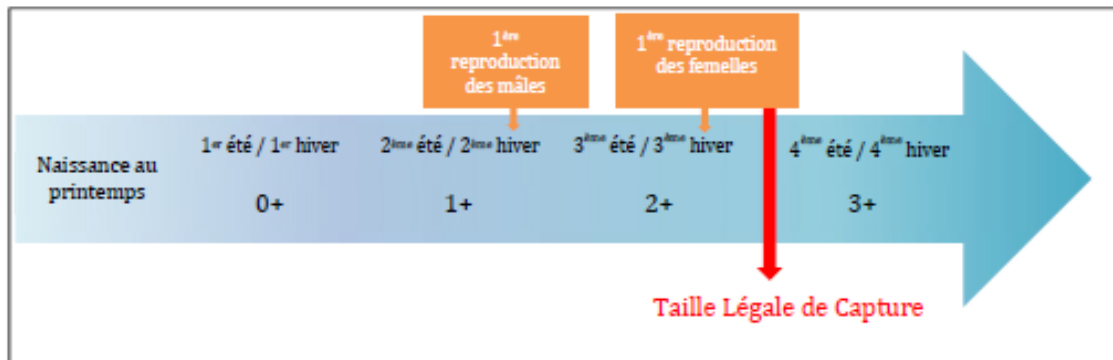 1ère
reproduction
des mâles
1ère reproduction
des femelles
Naissance au
printemps
1er été / 1er hiver
0+
2ème été / 2ème hiver
1+
3ème été / 3ème hiver
2+
4ème été / 4ème hiver
3+
Taille Légale de Capture